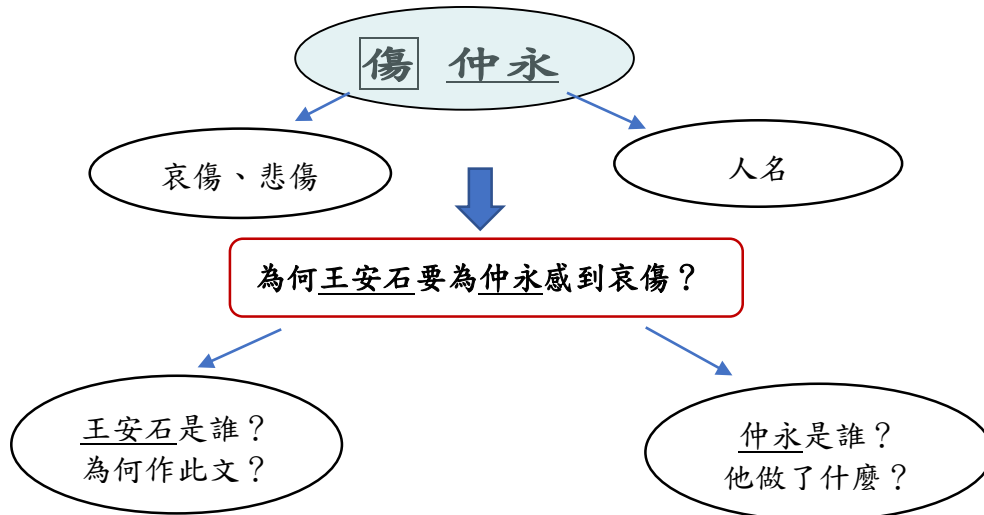 傷 仲永
哀傷、悲傷
人名
為何王安石要為仲永感到哀傷？
王安石是誰？
為何作此文？
仲永是誰？
他做了什麼？